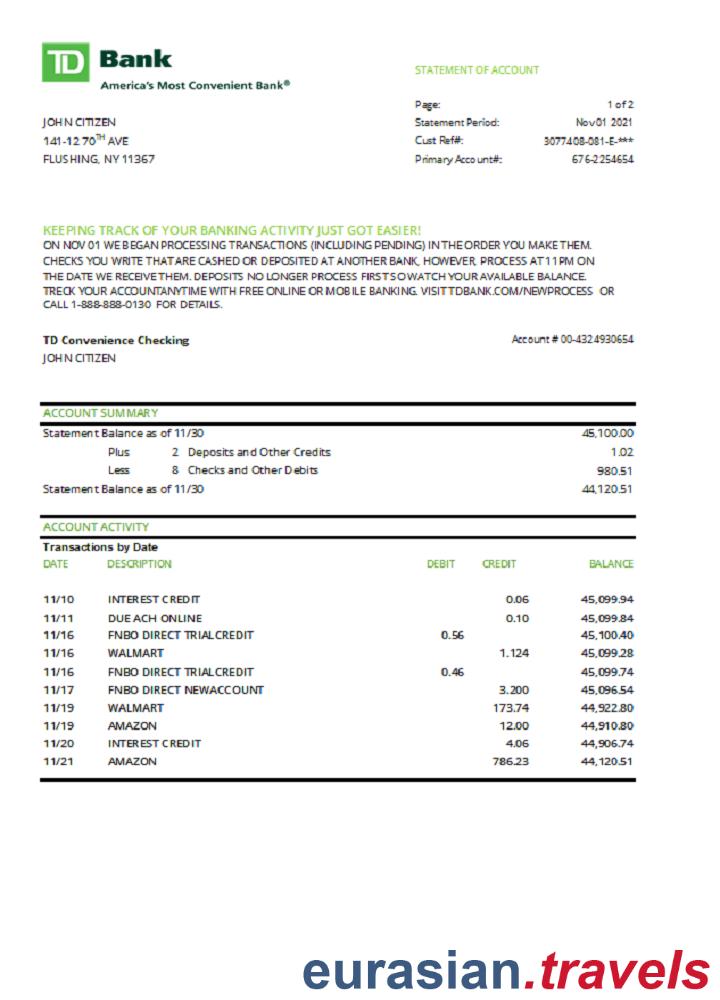 TD Bank
America's Most Convenient Bank®
STATEMENT OF ACCOUNT
Page: 1 of 2
JOHN CITIZEN Statement Period: Nov 01 2021
141-12 70TH AVE Cust Ref#: 3077408-081-E-***
FLUSHING, NY 11367 Primary Account#: 676-2254654
KEEPING TRACK OF YOUR BANKING ACTIVITY JUST GOT EASIER!
ON NOV 01 WE BEGAN PROCESSING TRANSACTIONS (INCLUDING PENDING) IN THE ORDER YOU MAKE THEM.
CHECKS YOU WRITE THAT ARE CASHED OR DEPOSITED AT ANOTHER BANK, HOWEVER, PROCESS AT 11 PM ON
THE DATE WE RECEIVE THEM. DEPOSITS NO LONGER PROCESS FIRST SO WATCH YOUR AVAILABLE BALANCE.
TRECK YOUR ACCOUNT ANYTIME WITH FREE ONLINE OR MOBILE BANKING. VISIT TDBANK.COM/NEWPROCESS OR
CALL 1-888-888-0130 FOR DETAILS.
TD Convenience Checking Account # 00-4324930654
JOHN CITIZEN
ACCOUNT SUMMARY
Statement Balance as of 11/30 45,100.00
Plus 2 Deposits and Other Credits 1.02
Less 8 Checks and Other Debits 980.51
Statement Balance as of 11/30 44,120.51
ACCOUNT ACTIVITY
Transactions by Date
DATE DESCRIPTION DEBIT CREDIT BALANCE
11/10 INTEREST CREDIT 0.06 45,099.94
11/11 DUE ACH ONLINE 0.10 45,099.84
11/16 FNBO DIRECT TRIALCREDIT 0.56 45,100.40
11/16 WALMART 1.124 45,099.28
11/16 FNBO DIRECT TRIALCREDIT 0.46 45,099.74
11/17 FNBO DIRECT NEWACCOUNT 3.200 45,096.54
11/19 WALMART 173.74 44,922.80
11/19 AMAZON 12.00 44,910.80
11/20 INTEREST CREDIT 4.06 44,906.74
11/21 AMAZON 786.23 44,120.51
eurasian.travels